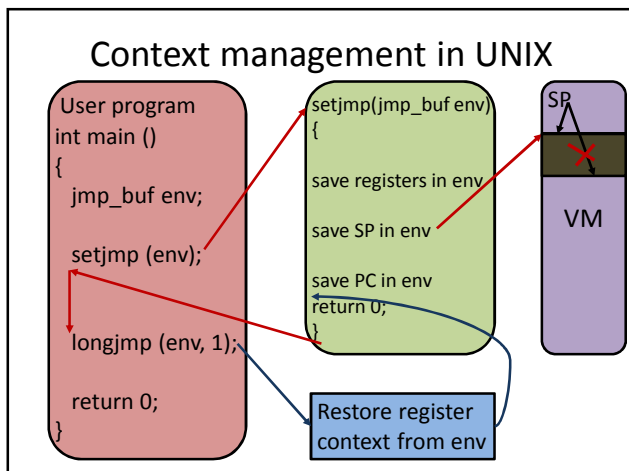 Context management in UNIX
User program
int main ()
{
jmp_buf env;
setjmp (env);
longjmp (env, 1);
return 0;
}
setjmp(jmp_buf env)
{
save registers in env
save SP in env
save PC in env
return 0;
}
Restore register
context from env
SP
VM